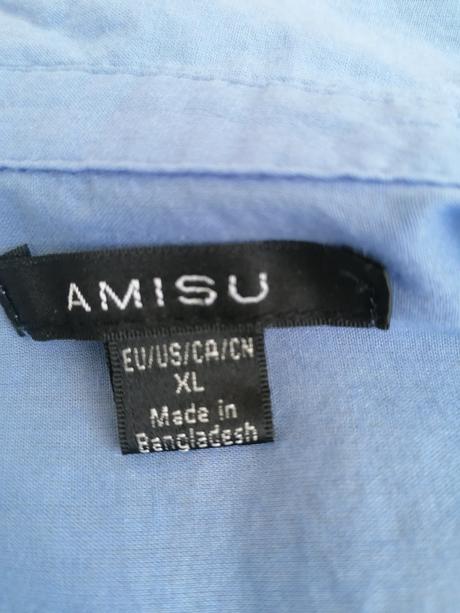 AMISU
EU/US/CA/CN
XL
Made in
Bangladesh